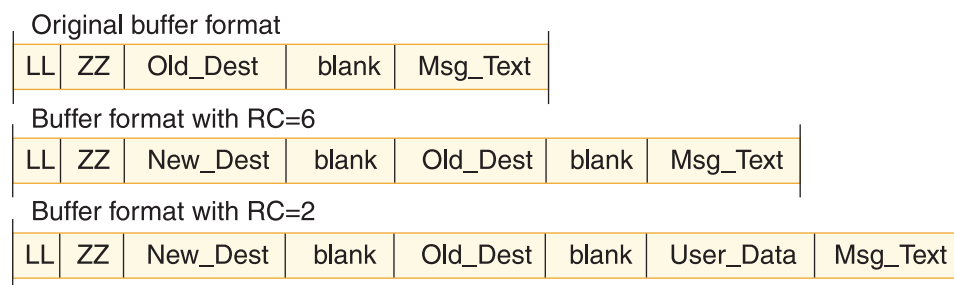 Original buffer format
LL ZZ Old_Dest blank Msg_Text
Buffer format with RC=6
LL ZZ New_Dest blank Old_Dest blank Msg_Text
Buffer format with RC=2
LL ZZ New_Dest blank Old_Dest blank User_Data Msg_Text